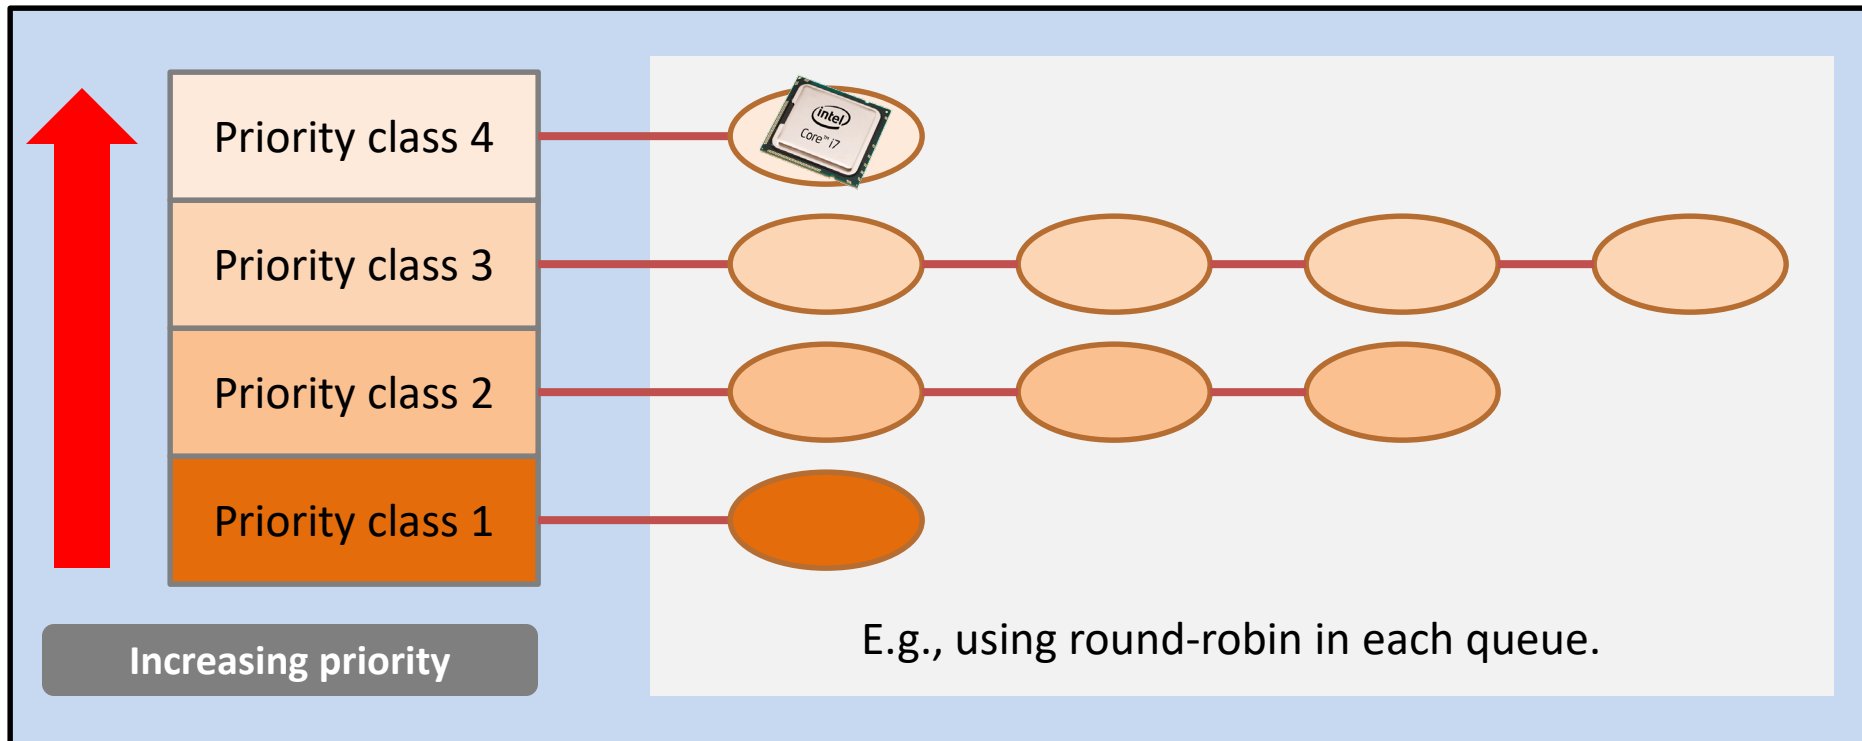 Priority class 4
intel
Core™ i7
Priority class 3
Priority class 2
Priority class 1
Increasing priority
E.g., using round-robin in each queue.